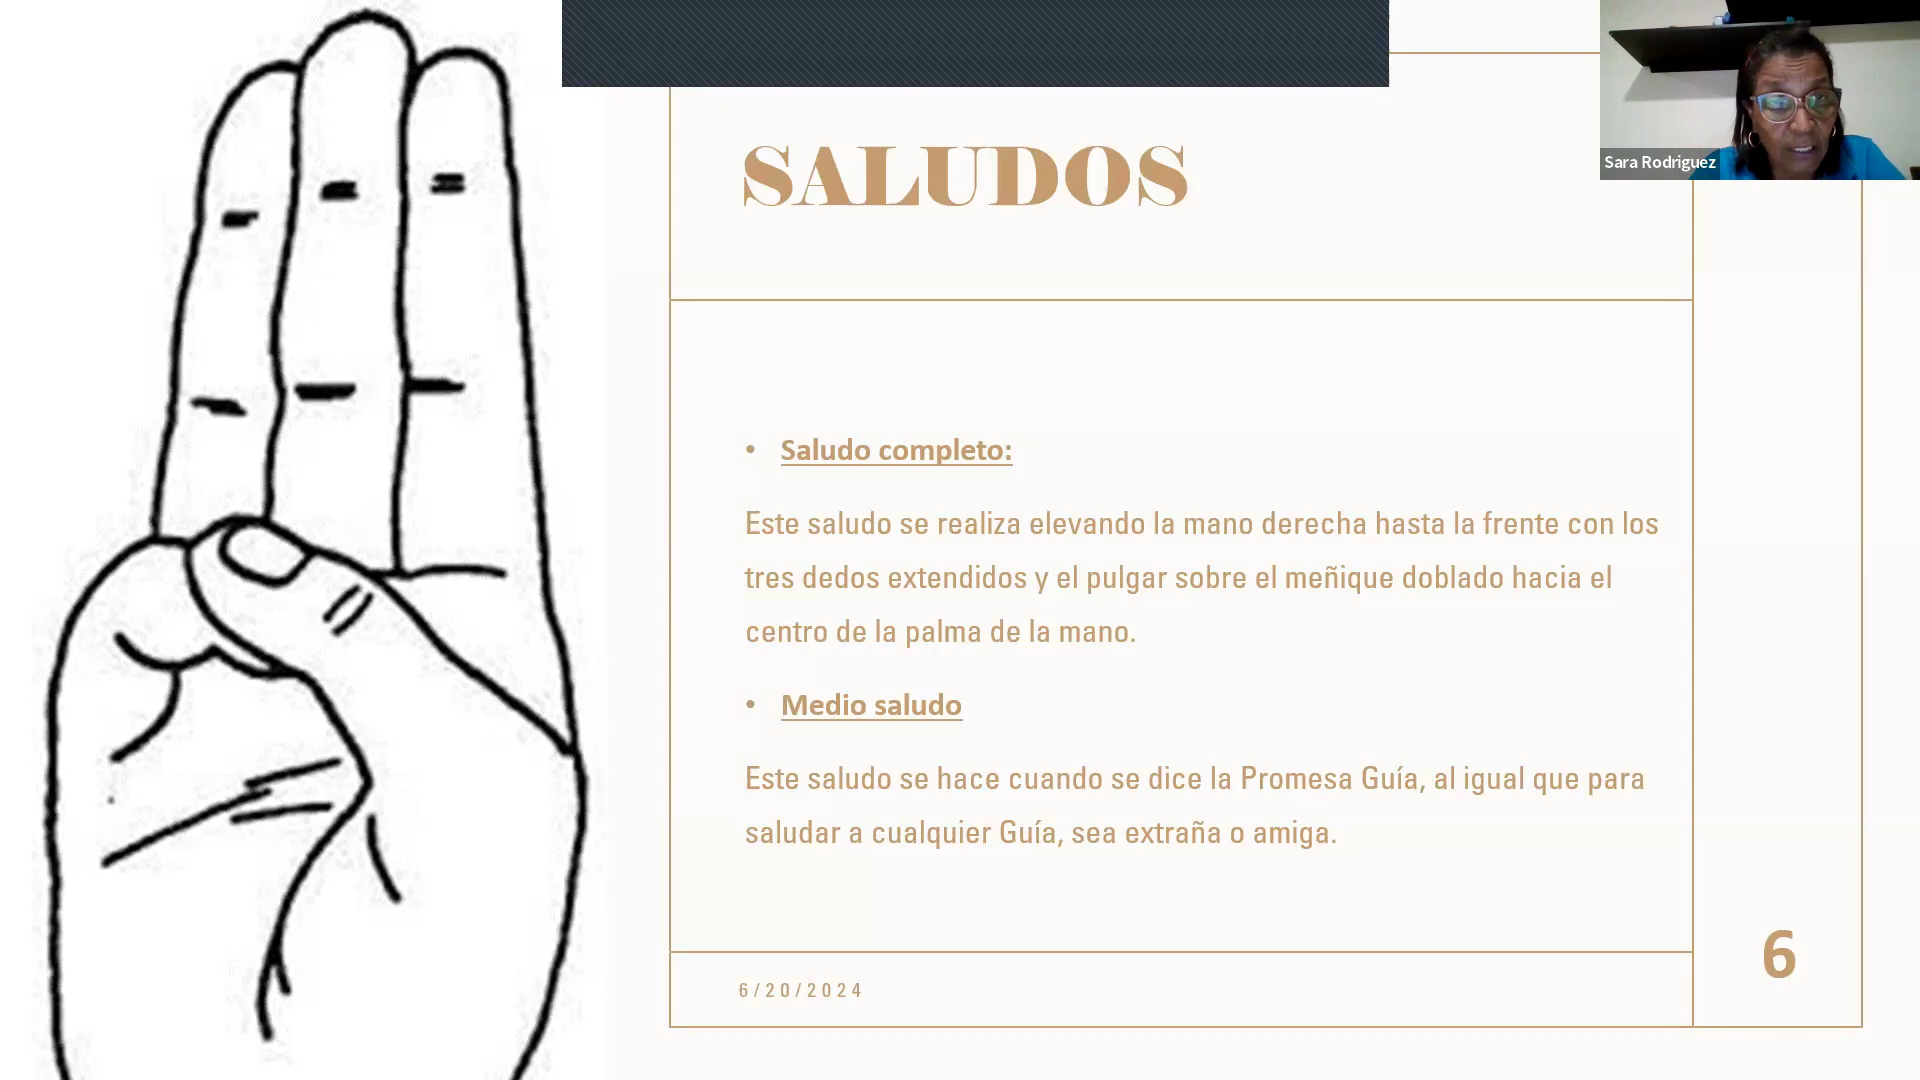 SALUDOS
Sara Rodriguez
• Saludo completo:
Este saludo se realiza elevando la mano derecha hasta la frente con los
tres dedos extendidos y el pulgar sobre el meñique doblado hacia el
centro de la palma de la mano.
• Medio saludo
Este saludo se hace cuando se dice la Promesa Guía, al igual que para
saludar a cualquier Guía, sea extraña o amiga.
6/20/2024
6